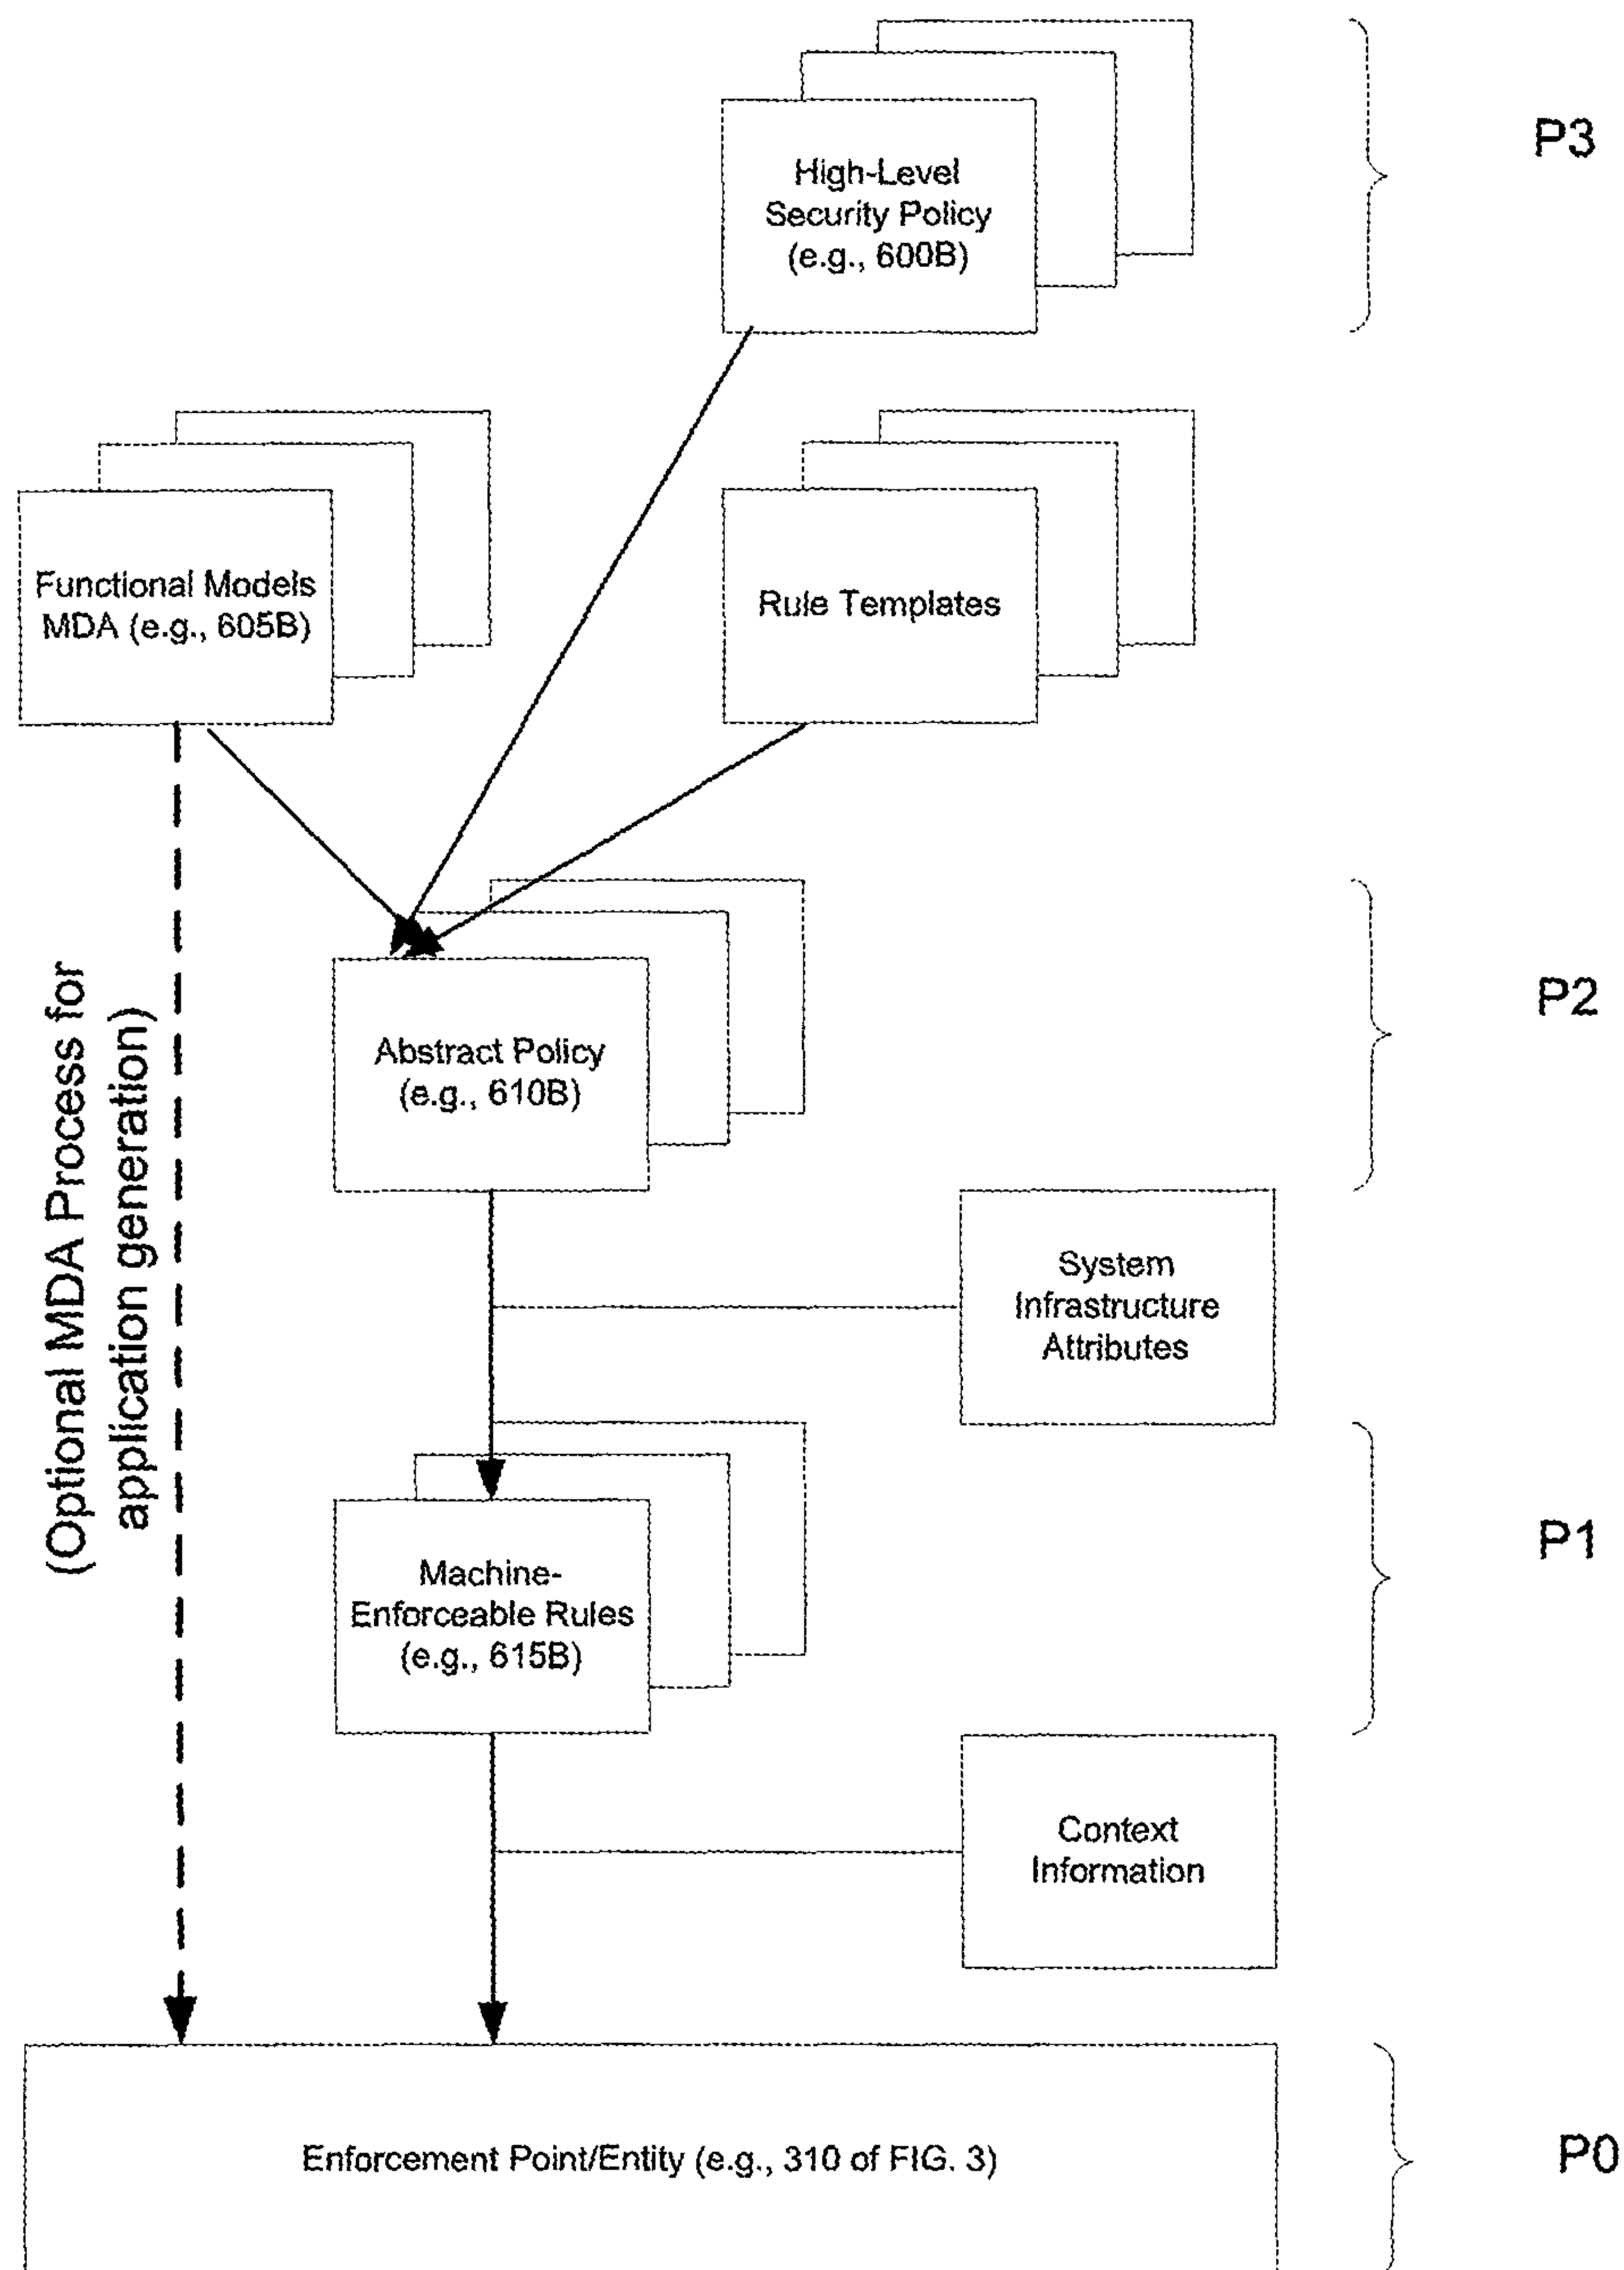 P3
High-Level
Security Policy
(e.g., 600B)
Functional Models
MDA (e.g., 605B)
Rule Templates
(Optional MDA Process for
application generation)
P2
Abstract Policy
(e.g., 610B)
System
Infrastructure
Attributes
P1
Machine-
Enforceable Rules
(e.g., 615B)
Context
Information
Enforcement Point/Entity (e.g., 310 of FIG. 3)
P0